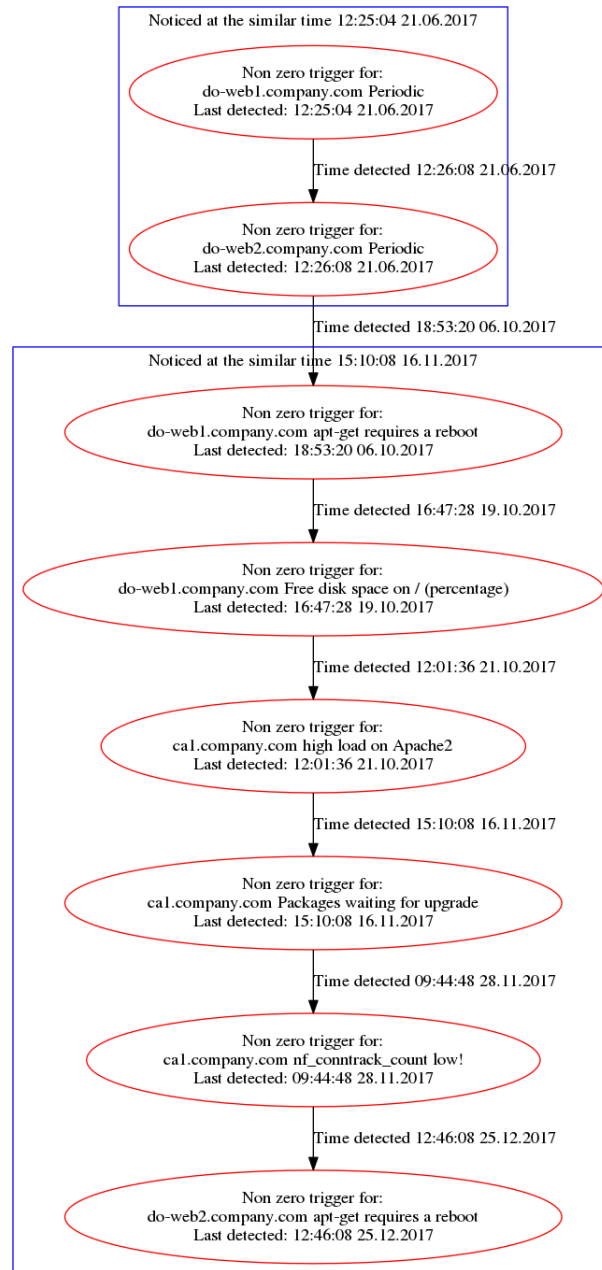 Noticed at the similar time 12:25:04 21.06.2017
Non zero trigger for:
do-web1.company.com Periodic
Last detected: 12:25:04 21.06.2017
Time detected 12:26:08 21.06.2017
Non zero trigger for:
do-web2.company.com Periodic
Last detected: 12:26:08 21.06.2017
Time detected 18:53:20 06.10.2017
Noticed at the similar time 15:10:08 16.11.2017
Non zero trigger for:
do-web1.company.com apt-get requires a reboot
Last detected: 18:53:20 06.10.2017
Time detected 16:47:28 19.10.2017
Non zero trigger for:
do-web1.company.com Free disk space on / (percentage)
Last detected: 16:47:28 19.10.2017
Time detected 12:01:36 21.10.2017
Non zero trigger for:
ca1.company.com high load on Apache2
Last detected: 12:01:36 21.10.2017
Time detected 15:10:08 16.11.2017
Non zero trigger for:
ca1.company.com Packages waiting for upgrade
Last detected: 15:10:08 16.11.2017
Time detected 09:44:48 28.11.2017
Non zero trigger for:
ca1.company.com nf_conntrack_count low!
Last detected: 09:44:48 28.11.2017
Time detected 12:46:08 25.12.2017
Non zero trigger for:
do-web2.company.com apt-get requires a reboot
Last detected: 12:46:08 25.12.2017